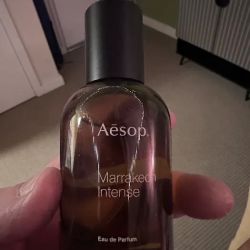 Aēsop.
Marrakech
Intense
Eau de Parfum